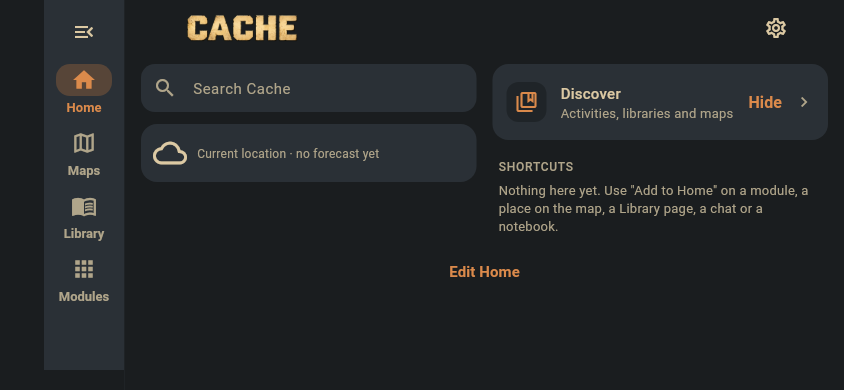 CACHE
Home
Maps
Library
Modules
Search Cache
Current location · no forecast yet
Discover
Activities, libraries and maps
Hide
SHORTCUTS
Nothing here yet. Use "Add to Home" on a module, a
place on the map, a Library page, a chat or a
notebook.
Edit Home